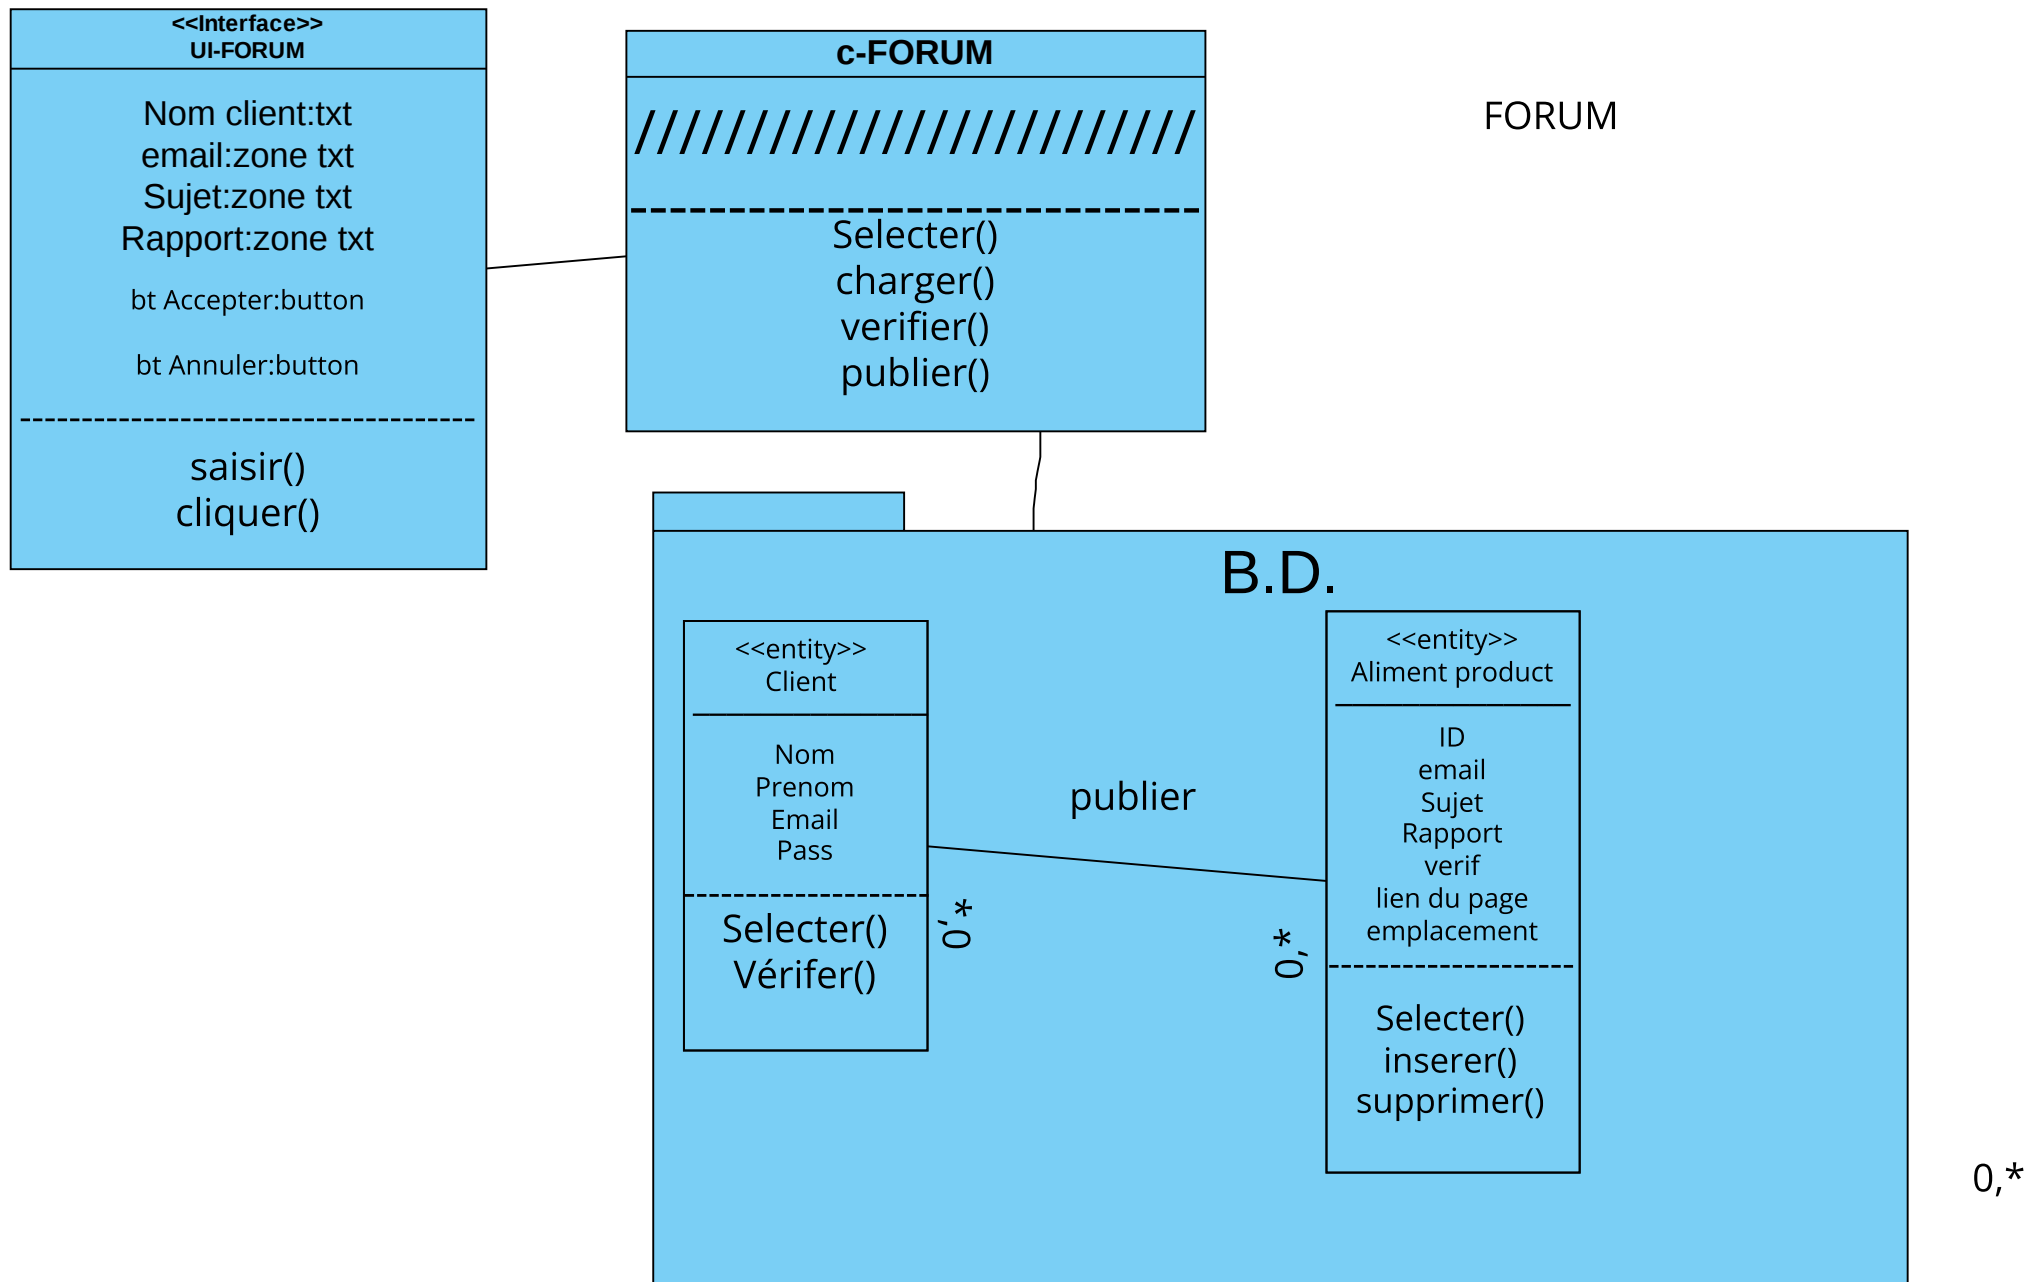 <<Interface>>
UI-FORUM
Nom client:txt
email:zone txt
Sujet:zone txt
Rapport:zone txt
bt Accepter:button
bt Annuler:button
-------------------------------------
saisir()
cliquer()
c-FORUM
/////////////////////////
-----------------------------
Selecter()
charger()
verifier()
publier()
FORUM
B.D.
<<entity>>
Client
Nom
Prenom
Email
Pass
--------------------
Selecter()
Vérifer()
0,*
publier
0,*
<<entity>>
Aliment product
ID
email
Sujet
Rapport
verif
lien du page
emplacement
--------------------
Selecter()
inserer()
supprimer()
0,*